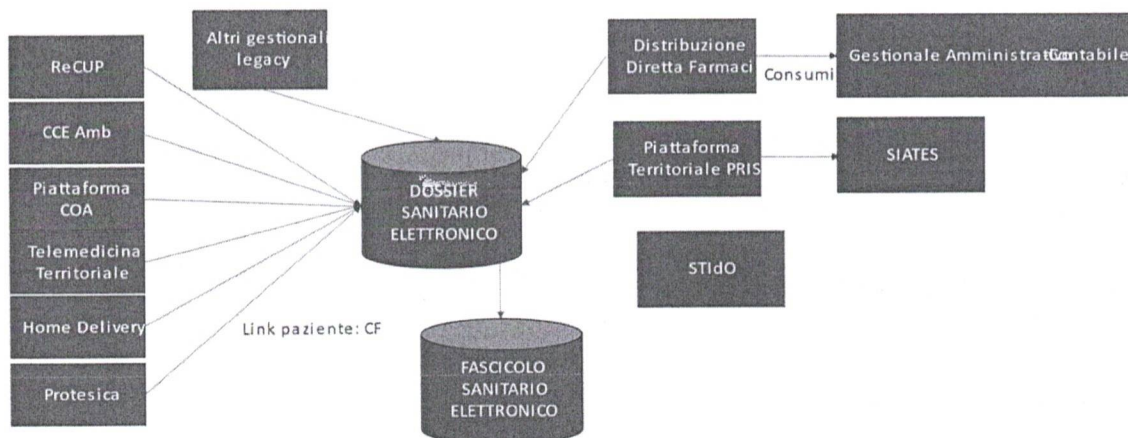 ReCUP
CCE Amb
Piattaforma
COA
Telemedicina
Territoriale
Home Delivery
Protesica
Altri gestionali
legacy
Link paziente: CF
DOSSIER
SANITARIO
ELETTRONICO
FASCICOLO
SANITARIO
ELETTRONICO
Distribuzione
Diretta Farmaci
Consumi
Gestionale Amministrativo Contabile
Piattaforma
Territoriale PRIS
SIATES
STIdO